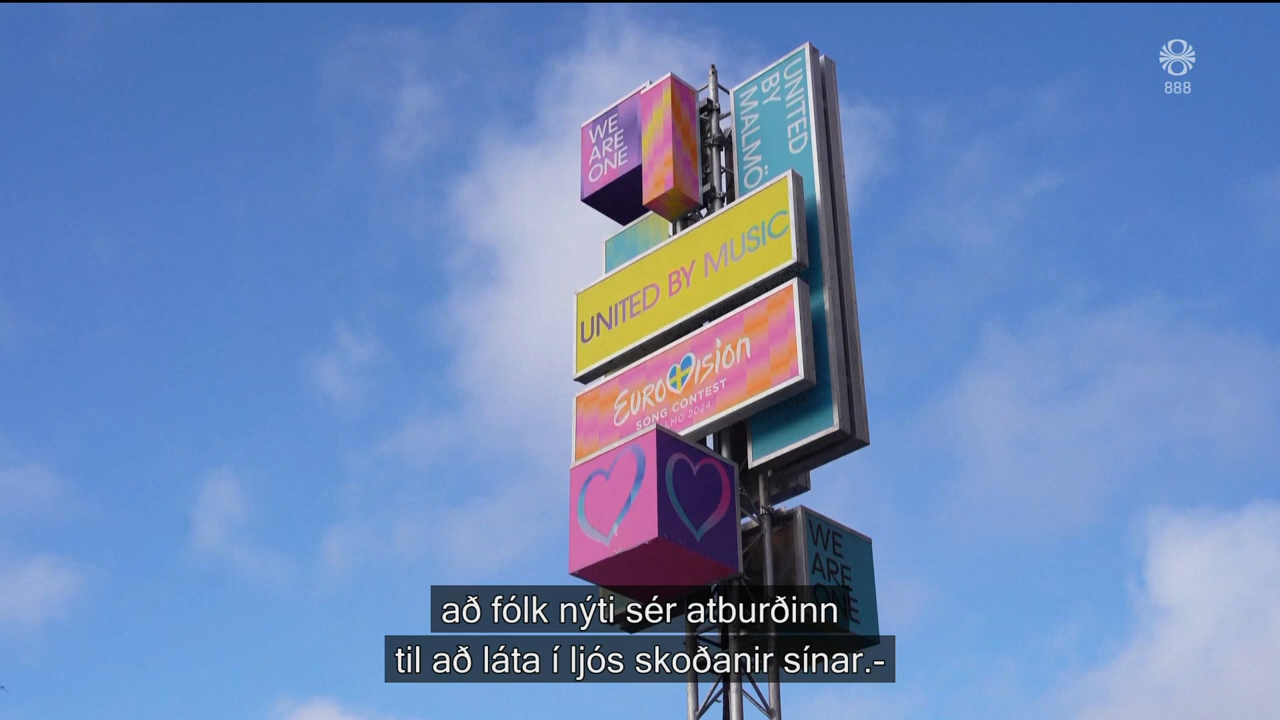 888
WE
ARE
ONE
UNITED
BY
MALMÖ
UNITED BY MUSIC
EUROVISION
SONG CONTEST
MALMÖ 2024
WE
ARE
ONE
að fólk nýti sér atburðinn
til að láta í ljós skoðanir sínar.-